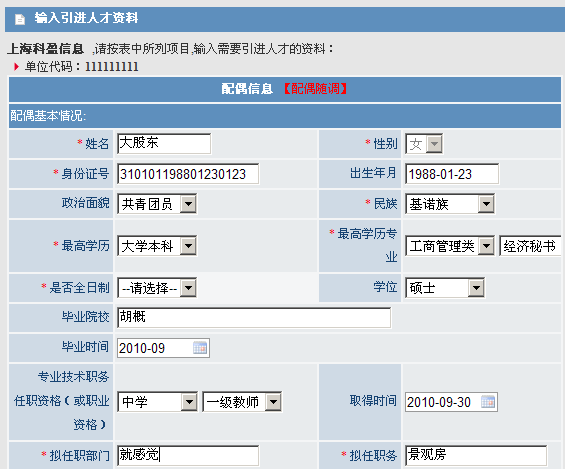 输入引进人才资料
上海科盈信息 ,请按表中所列项目,输入需要引进人才的资料：
单位代码：111111111
配偶信息 【配偶随调】
配偶基本情况:
* 姓名 大股东 * 性别 女
* 身份证号 310101198801230123 出生年月 1988-01-23
政治面貌 共青团员 * 民族 基诺族
* 最高学历 大学本科 * 最高学历专业 工商管理类 经济秘书
* 是否全日制 --请选择-- 学位 硕士
毕业院校 胡概
毕业时间 2010-09
专业技术职务
任职资格（或职业 中学 一级教师 取得时间 2010-09-30
资格）
* 拟任职部门 就感觉 * 拟任职务 景观房